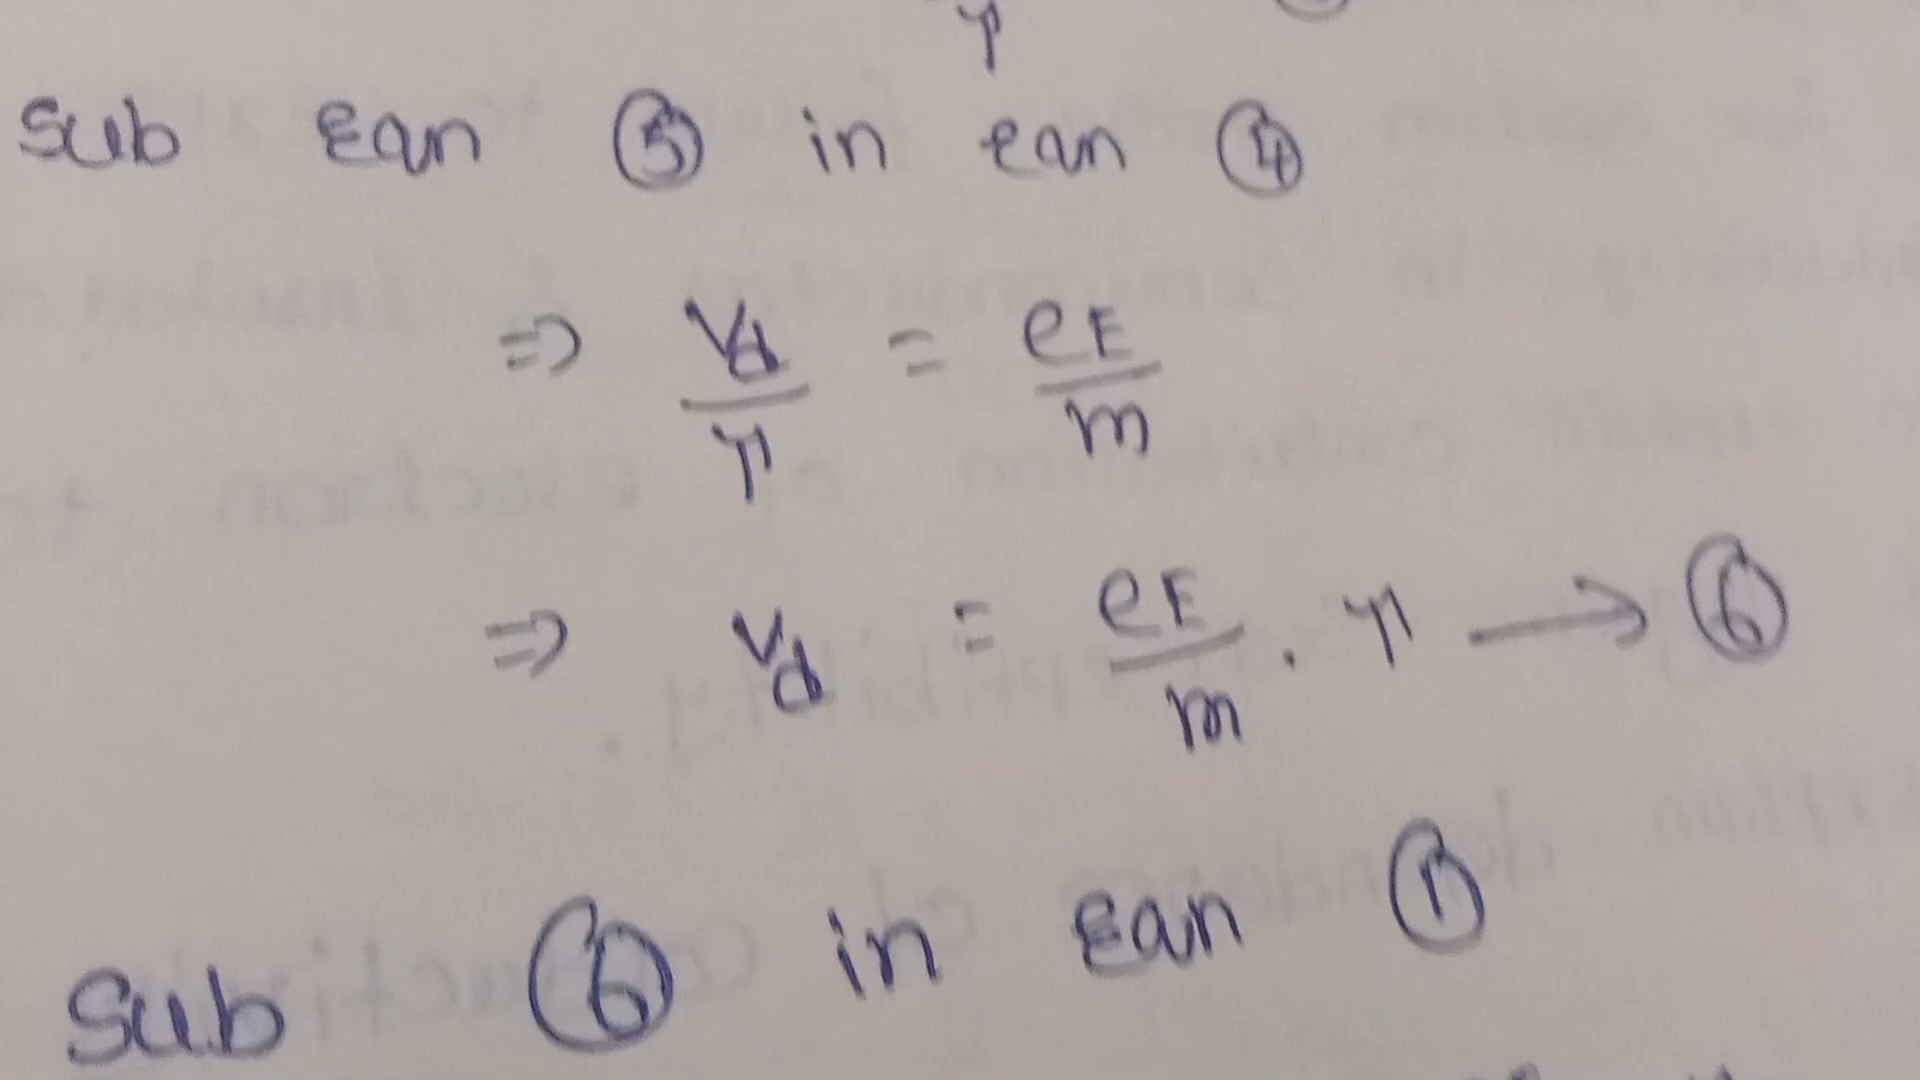 Sub Eqn ⑤ in eqn ④
⇒ Vd/τ = eE/m
⇒ Vd = eE/m . τ → ⑥
Sub ⑥ in Eqn ①